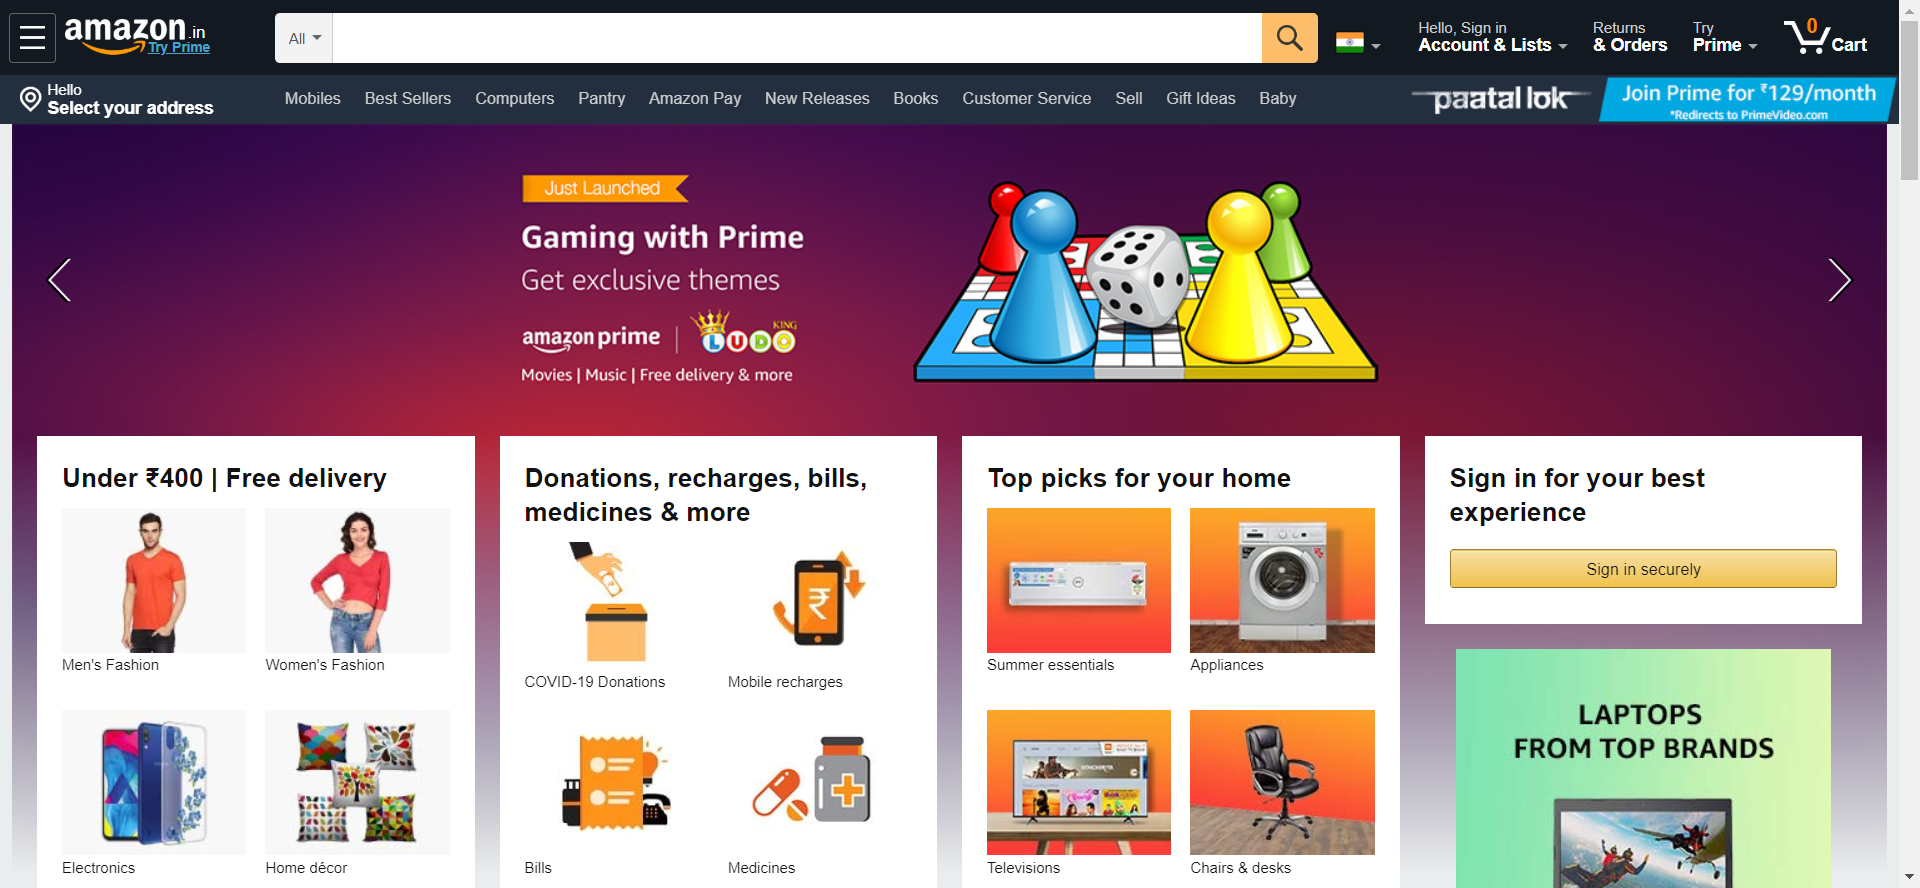 amazon.in
Try Prime
All
Hello, Sign in
Account & Lists
Returns
& Orders
Try
Prime
0
Cart
Hello
Select your address
Mobiles
Best Sellers
Computers
Pantry
Amazon Pay
New Releases
Books
Customer Service
Sell
Gift Ideas
Baby
paatal lok
Join Prime for ₹129/month
*Redirects to PrimeVideo.com
Just Launched
Gaming with Prime
Get exclusive themes
amazon prime | LUDO KING
Movies | Music | Free delivery & more
Under ₹400 | Free delivery
Men's Fashion
Women's Fashion
Electronics
Home décor
Donations, recharges, bills,
medicines & more
₹
COVID-19 Donations
Mobile recharges
Bills
Medicines
Top picks for your home
Summer essentials
Appliances
Televisions
Chairs & desks
Sign in for your best
experience
Sign in securely
LAPTOPS
FROM TOP BRANDS